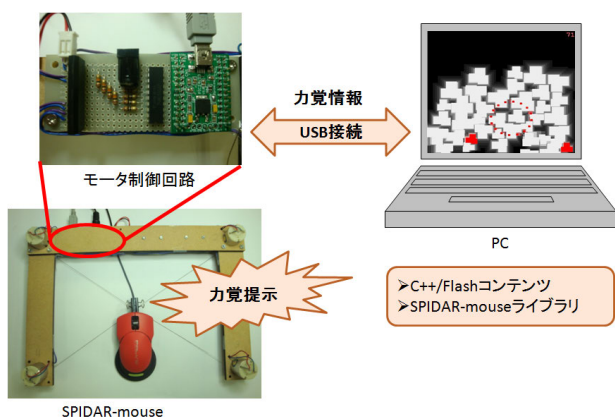 力覚情報
USB接続
モータ制御回路
PC
力覚提示
➢C++/Flashコンテンツ
➢SPIDAR-mouseライブラリ
SPIDAR-mouse